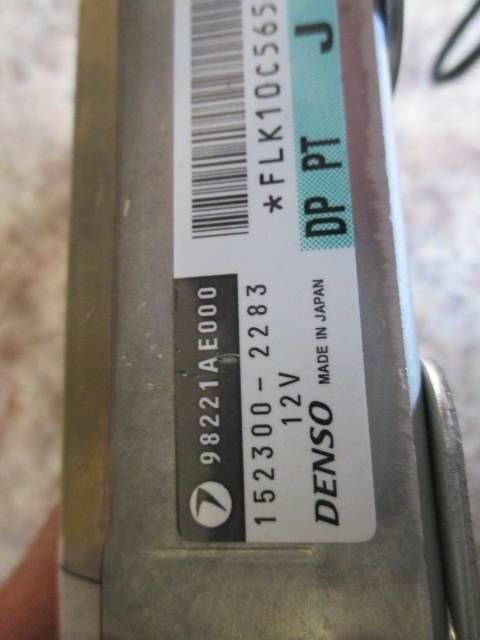 98221AE000
152300-2283
12V
DENSO MADE IN JAPAN
*FLK10C565
DP PT J